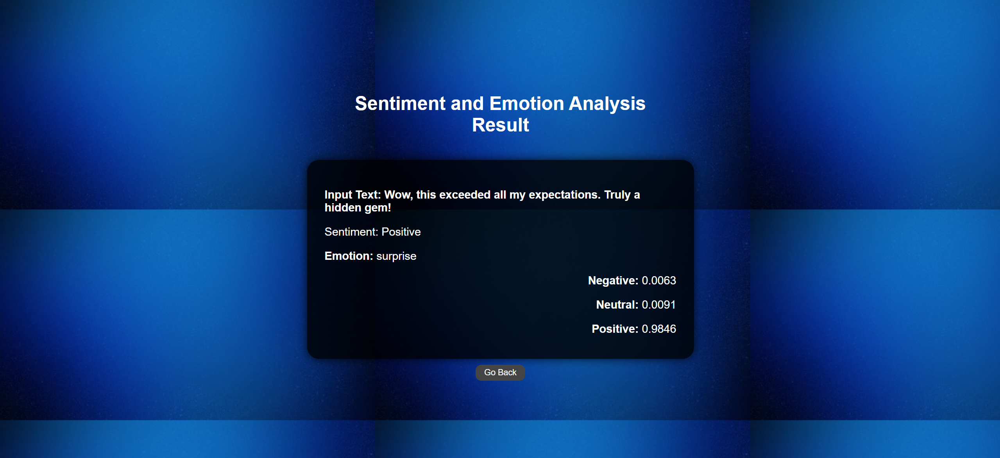 Sentiment and Emotion Analysis
Result
Input Text: Wow, this exceeded all my expectations. Truly a
hidden gem!
Sentiment: Positive
Emotion: surprise
Negative: 0.0063
Neutral: 0.0091
Positive: 0.9846
Go Back